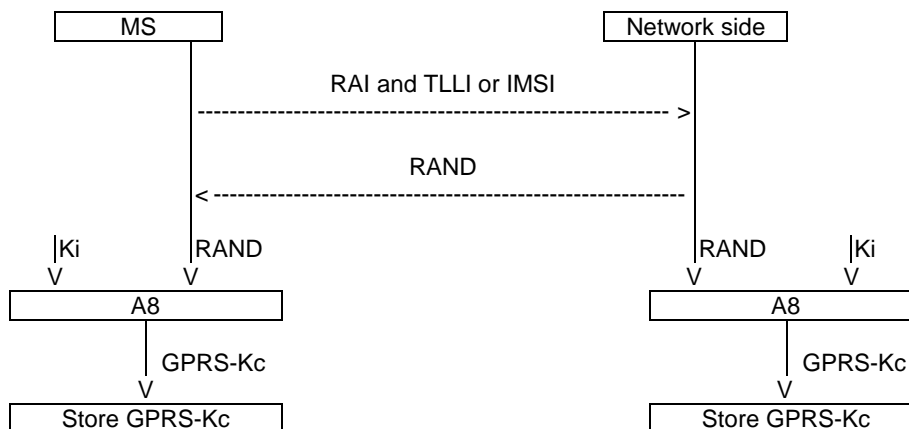 MS Network side
RAI and TLLI or IMSI
RAND
Ki RAND RAND Ki
A8 A8
GPRS-Kc GPRS-Kc
Store GPRS-Kc Store GPRS-Kc